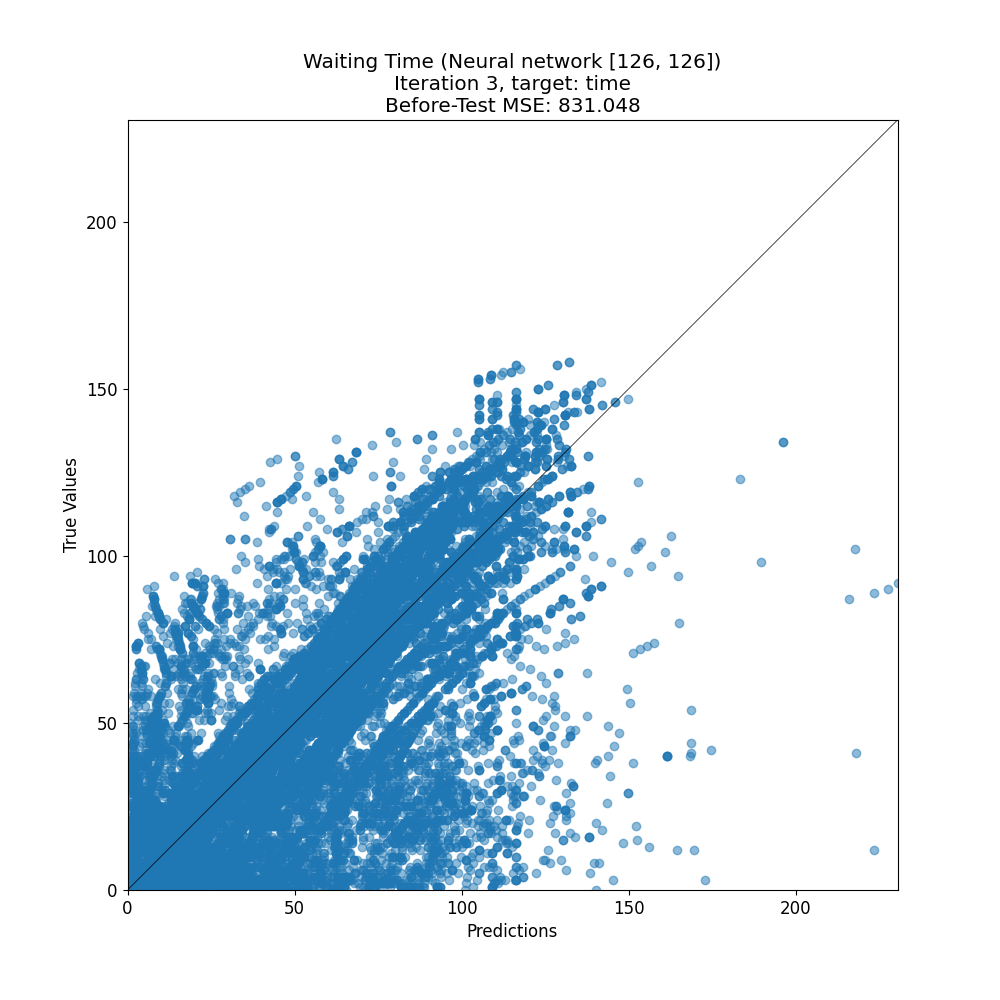 Waiting Time (Neural network [126, 126])
Iteration 3, target: time
Before-Test MSE: 831.048
200
150
100
50
0
True Values
0 50 100 150 200
Predictions